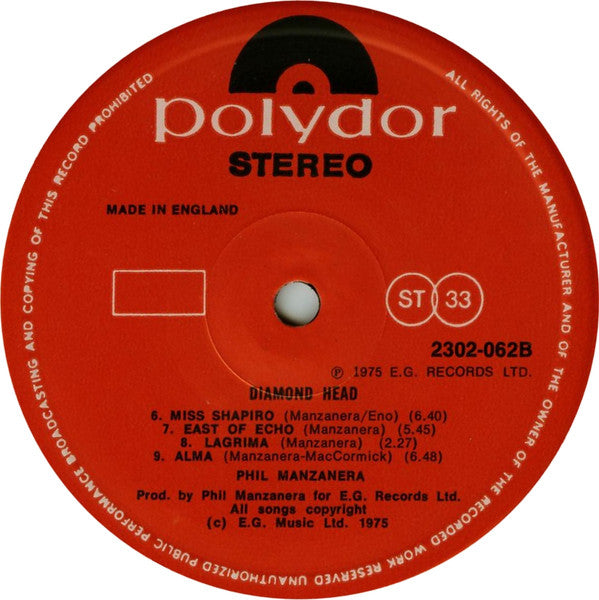 polydor
STEREO
MADE IN ENGLAND
ST 33
2302-062B
℗ 1975 E.G. RECORDS LTD.
DIAMOND HEAD
6. MISS SHAPIRO (Manzanera/Eno) (6.40)
7. EAST OF ECHO (Manzanera) (5.45)
8. LAGRIMA (Manzanera) (2.27)
9. ALMA (Manzanera-MacCormick) (6.48)
PHIL MANZANERA
Prod. by Phil Manzanera for E.G. Records Ltd.
All songs copyright
(c) E.G. Music Ltd. 1975
ALL RIGHTS OF THE MANUFACTURER AND OF THE OWNER OF THE RECORDED WORK RESERVED UNAUTHORIZED PUBLIC PERFORMANCE BROADCASTING AND COPYING OF THIS RECORD PROHIBITED